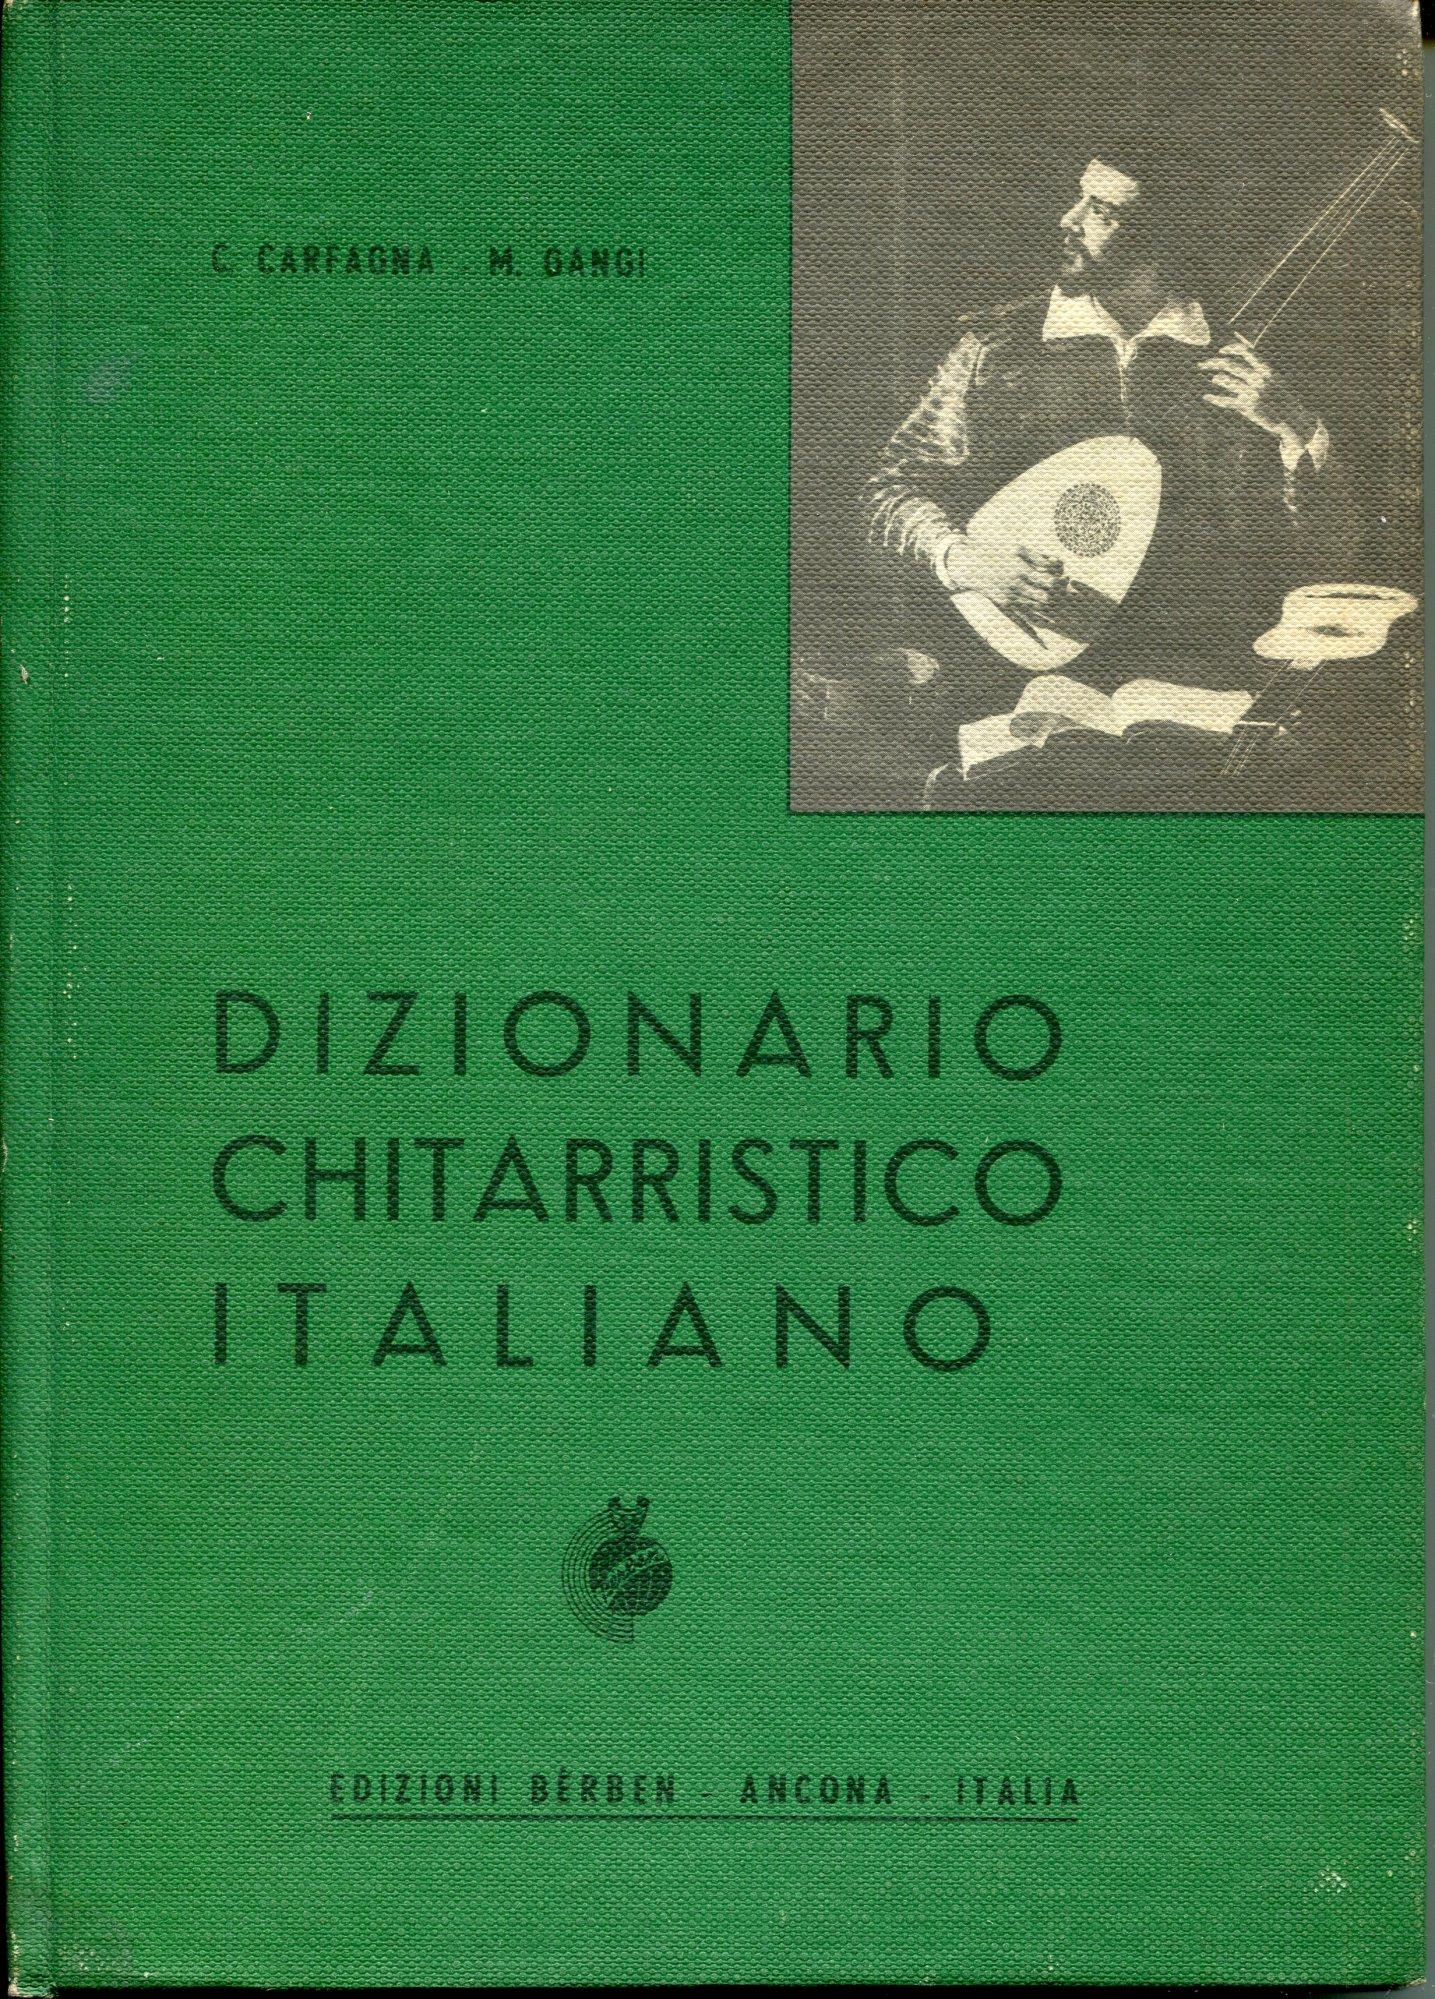 C. CARFAGNA - M. GANGI
DIZIONARIO
CHITARRISTICO
ITALIANO
EDIZIONI BÈRBEN - ANCONA - ITALIA